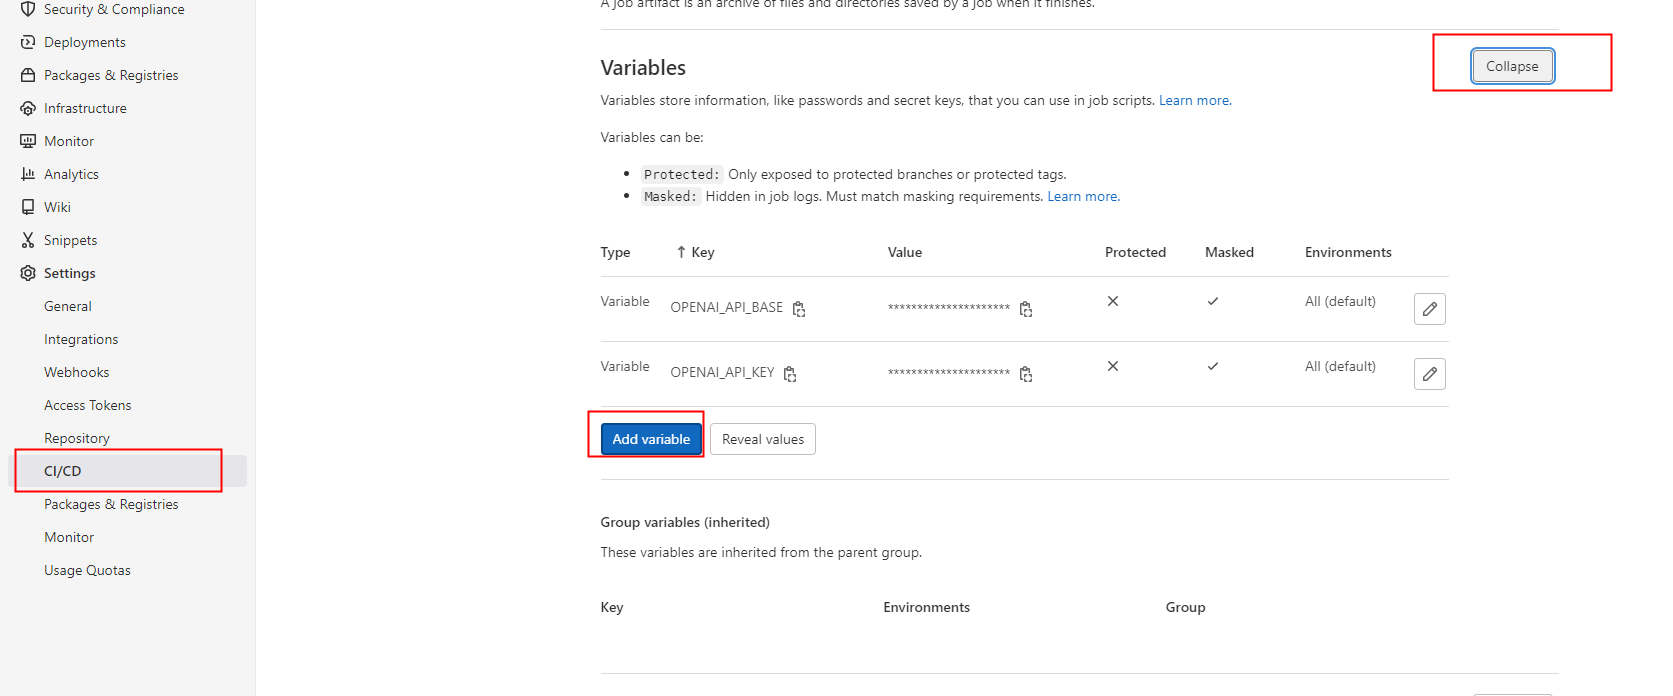 Security & Compliance
Deployments
Packages & Registries
Infrastructure
Monitor
Analytics
Wiki
Snippets
Settings
General
Integrations
Webhooks
Access Tokens
Repository
CI/CD
Packages & Registries
Monitor
Usage Quotas
A job artifact is an archive of files and directories saved by a job when it finishes.
Variables
Collapse
Variables store information, like passwords and secret keys, that you can use in job scripts. Learn more.
Variables can be:
• Protected: Only exposed to protected branches or protected tags.
• Masked: Hidden in job logs. Must match masking requirements. Learn more.
Type ↑ Key Value Protected Masked Environments
Variable OPENAI_API_BASE ********************* ✕ ✓ All (default)
Variable OPENAI_API_KEY ********************* ✕ ✓ All (default)
Add variable Reveal values
Group variables (inherited)
These variables are inherited from the parent group.
Key Environments Group